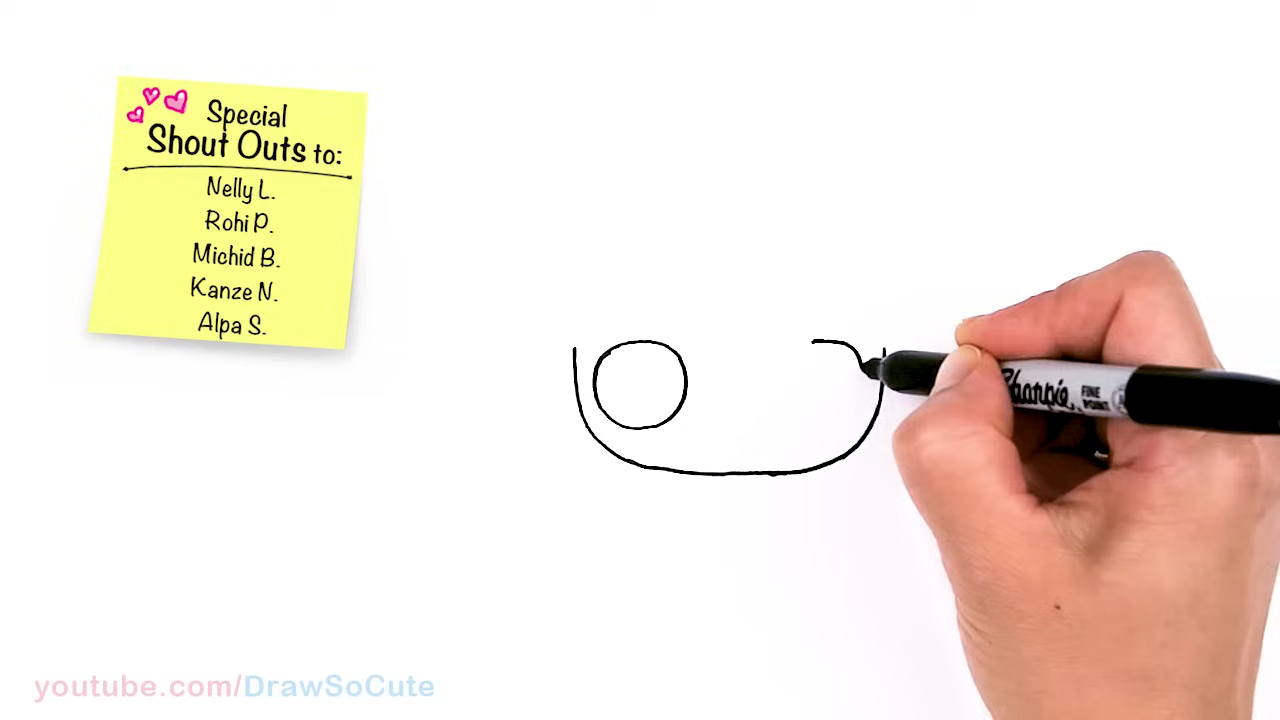 Special
Shout Outs to:
Nelly L.
Rohi P.
Michid B.
Kanze N.
Alpa S.
Sharpie
FINE
POINT
youtube.com/DrawSoCute